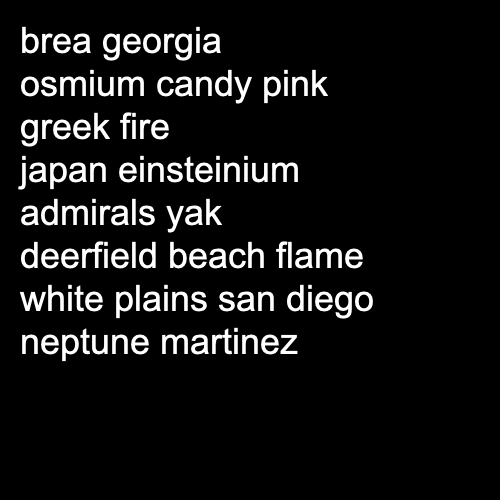 brea georgia
osmium candy pink
greek fire
japan einsteinium
admirals yak
deerfield beach flame
white plains san diego
neptune martinez